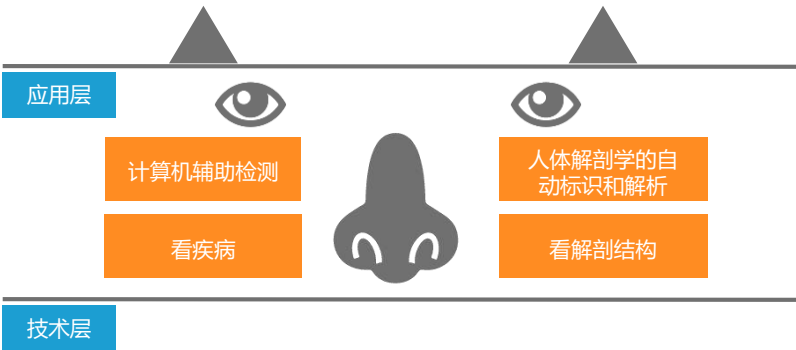 应用层
计算机辅助检测
人体解剖学的自
动标识和解析
看疾病
看解剖结构
技术层